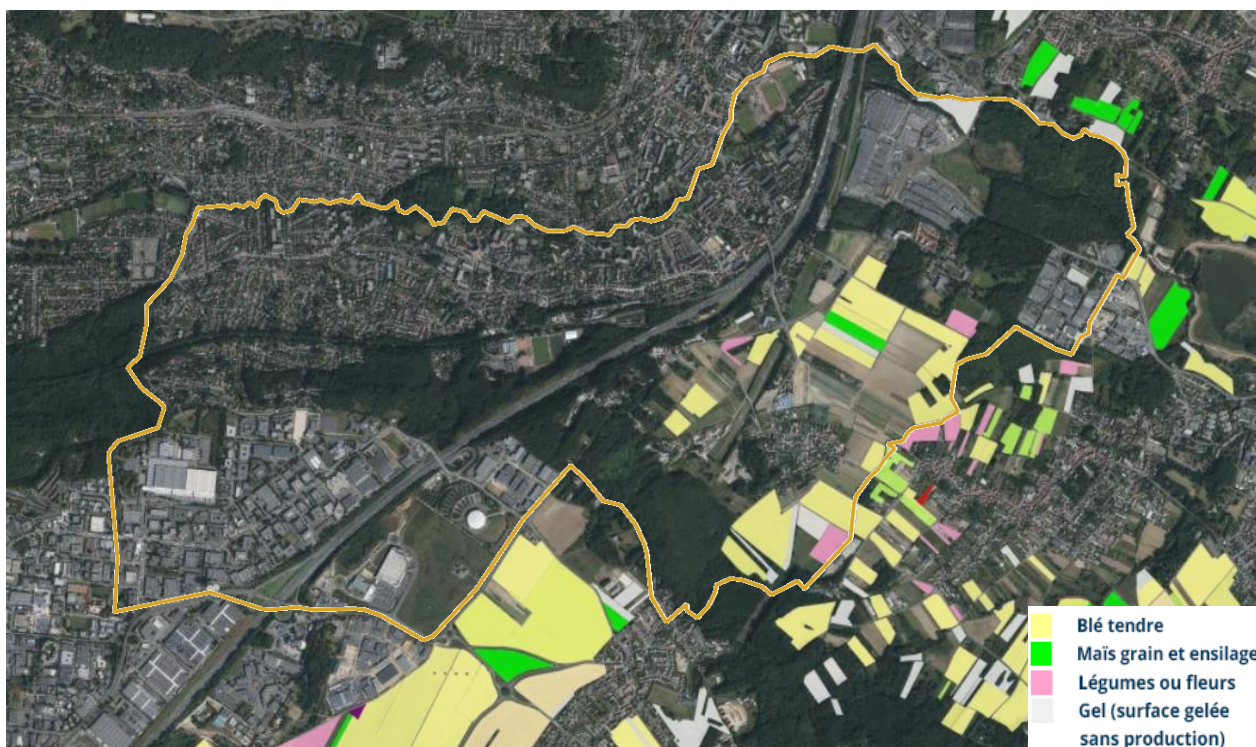 Blé tendre
Maïs grain et ensilage
Légumes ou fleurs
Gel (surface gelée
sans production)